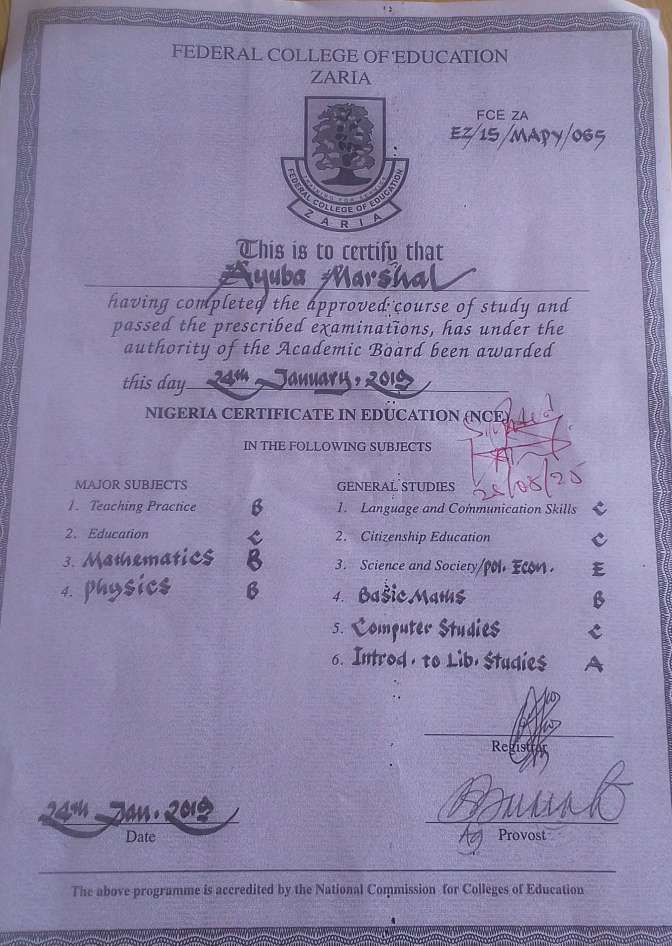 FEDERAL COLLEGE OF EDUCATION
ZARIA
FCE ZA
EZ/15/MAPY/065
FEDERAL COLLEGE OF EDUCATION
ZARIA
This is to certify that
Ayuba Marshal
having completed the approved course of study and
passed the prescribed examinations, has under the
authority of the Academic Board been awarded
this day 24th January, 2019
NIGERIA CERTIFICATE IN EDUCATION (NCE)
IN THE FOLLOWING SUBJECTS
MAJOR SUBJECTS
1. Teaching Practice B
2. Education C
3. Mathematics B
4. Physics B
GENERAL STUDIES
1. Language and Communication Skills C
2. Citizenship Education C
3. Science and Society/Pol. Econ. E
4. Basic Maths B
5. Computer Studies C
6. Introd. to Lib. Studies A
Registrar
24th Jan. 2019
Date
Ag Provost
The above programme is accredited by the National Commission for Colleges of Education